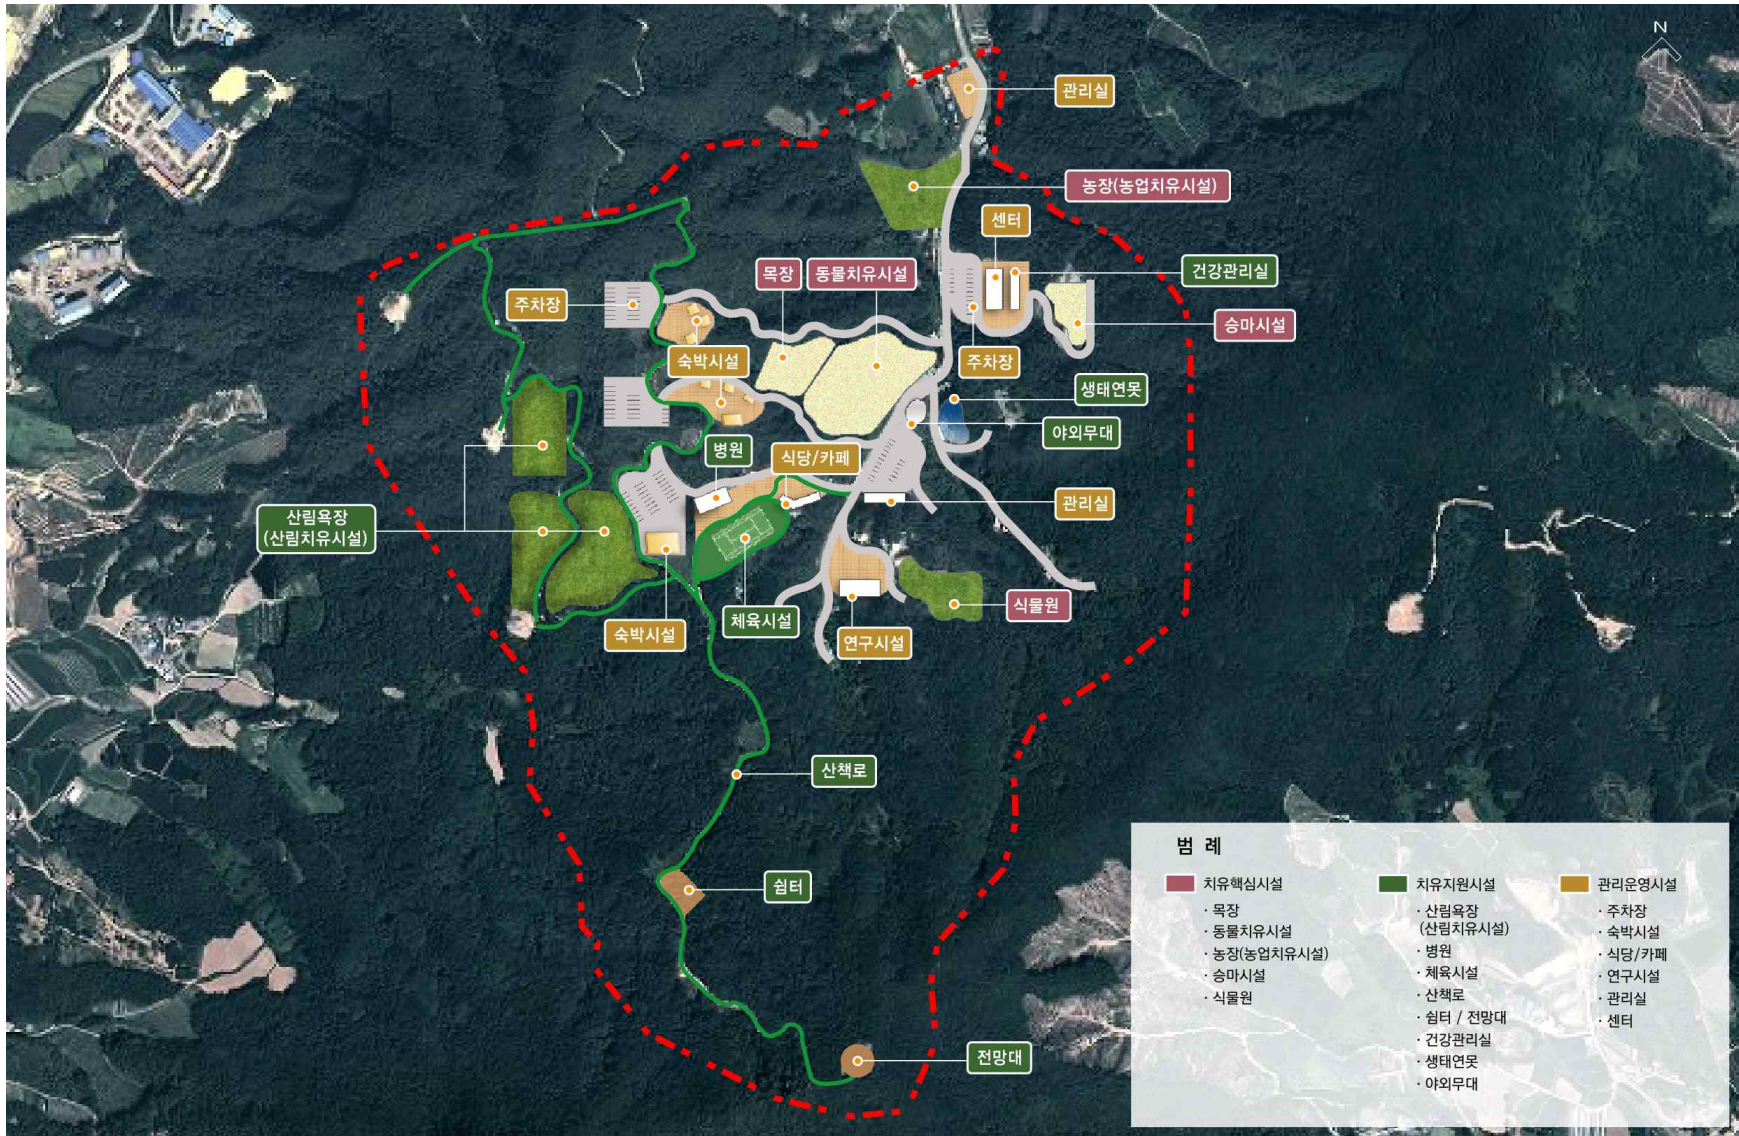 N
관리실
농장(농업치유시설)
센터
건강관리실
목장
동물치유시설
주차장
승마시설
숙박시설
주차장
생태연못
야외무대
병원
식당/카페
관리실
산림욕장
(산림치유시설)
식물원
체육시설
숙박시설
연구시설
산책로
쉼터
전망대
범 례
치유핵심시설
· 목장
· 동물치유시설
· 농장(농업치유시설)
· 승마시설
· 식물원
치유지원시설
· 산림욕장
(산림치유시설)
· 병원
· 체육시설
· 산책로
· 쉼터 / 전망대
· 건강관리실
· 생태연못
· 야외무대
관리운영시설
· 주차장
· 숙박시설
· 식당/카페
· 연구시설
· 관리실
· 센터